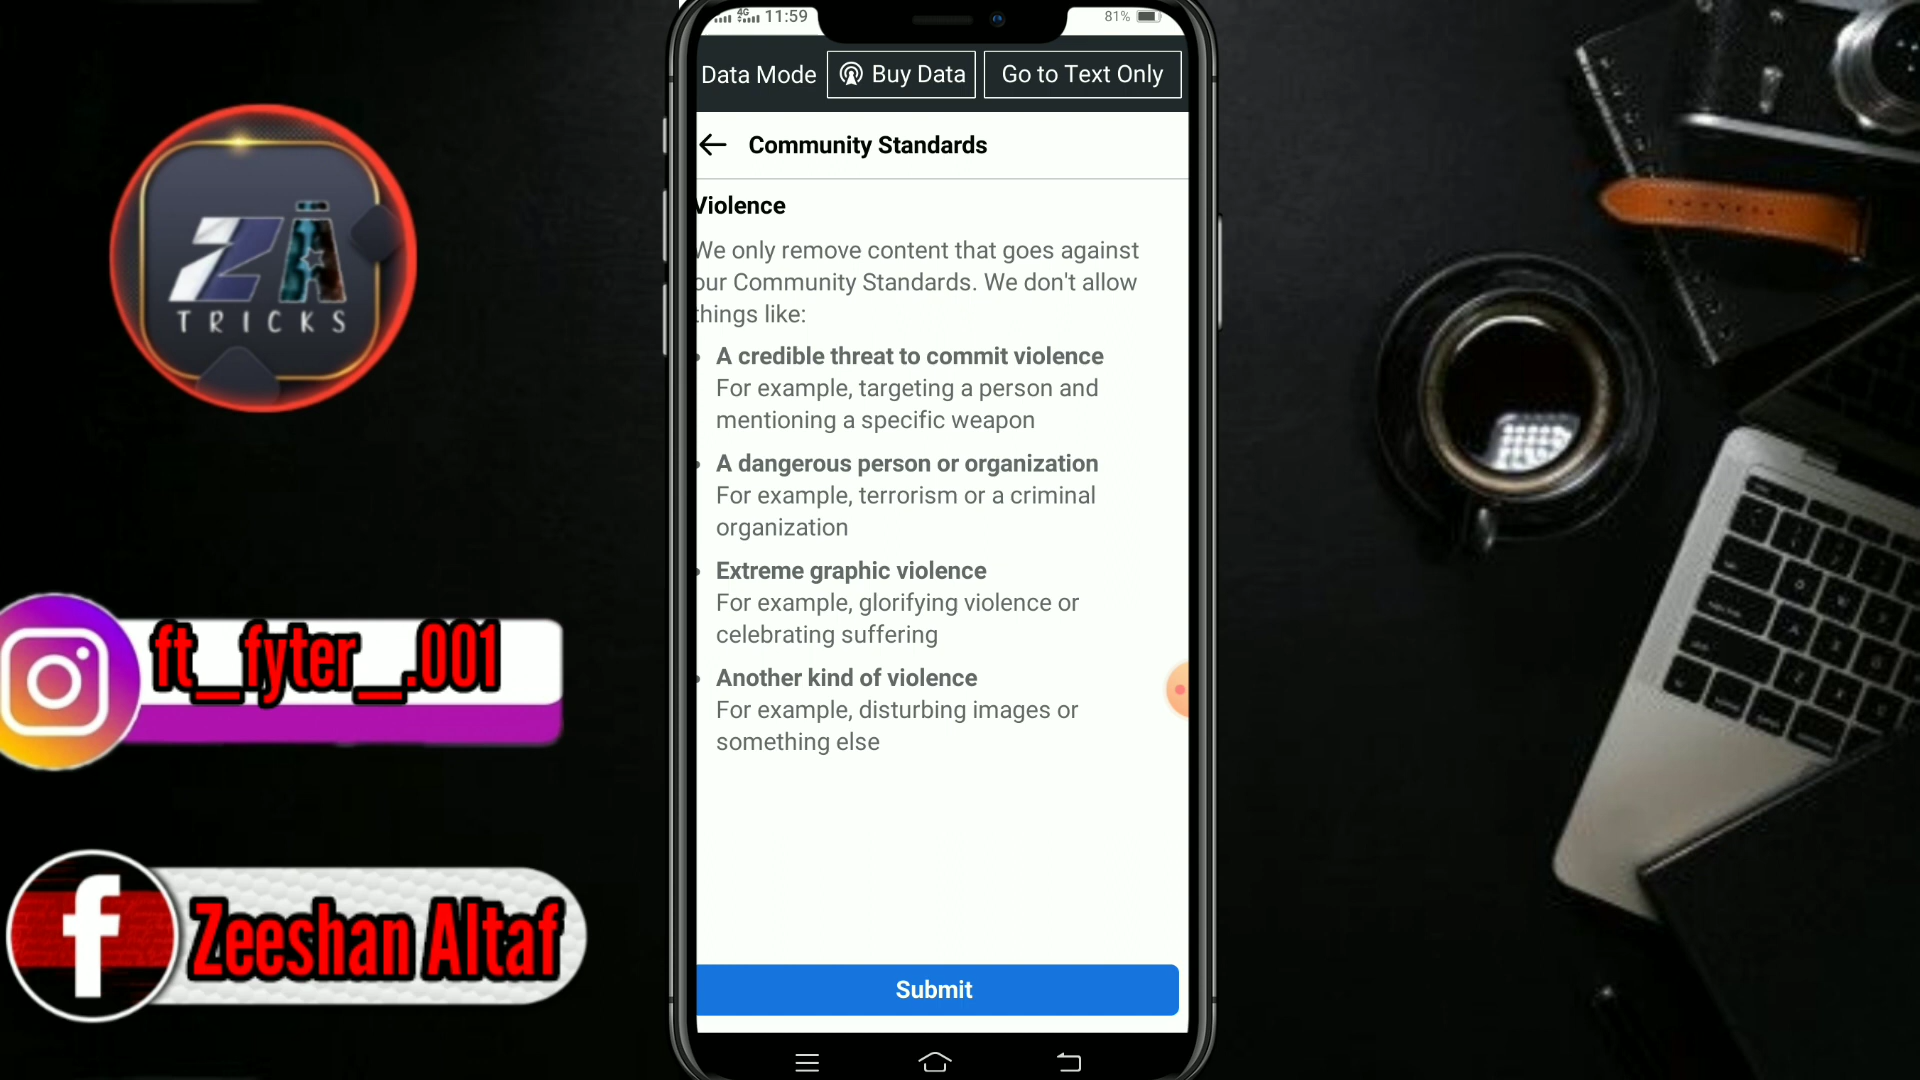 4G 11:59
81%
Data Mode
Buy Data
Go to Text Only
Community Standards
Violence
We only remove content that goes against
our Community Standards. We don't allow
things like:
• A credible threat to commit violence
For example, targeting a person and
mentioning a specific weapon
• A dangerous person or organization
For example, terrorism or a criminal
organization
• Extreme graphic violence
For example, glorifying violence or
celebrating suffering
• Another kind of violence
For example, disturbing images or
something else
Submit
ZĀ
TRICKS
ft__fyter__.001
f
Zeeshan Altaf